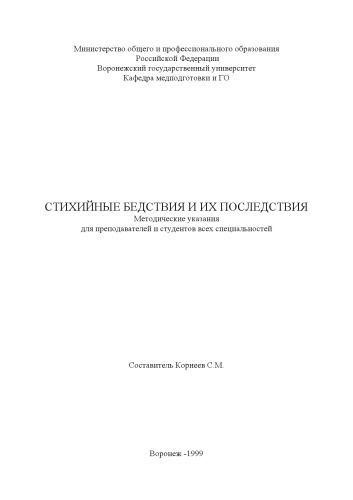 Министерство общего и профессионального образования
Российской Федерации
Воронежский государственный университет
Кафедра медподготовки и ГО
СТИХИЙНЫЕ БЕДСТВИЯ И ИХ ПОСЛЕДСТВИЯ
Методические указания
для преподавателей и студентов всех специальностей
Составитель Корнеев С.М.
Воронеж -1999